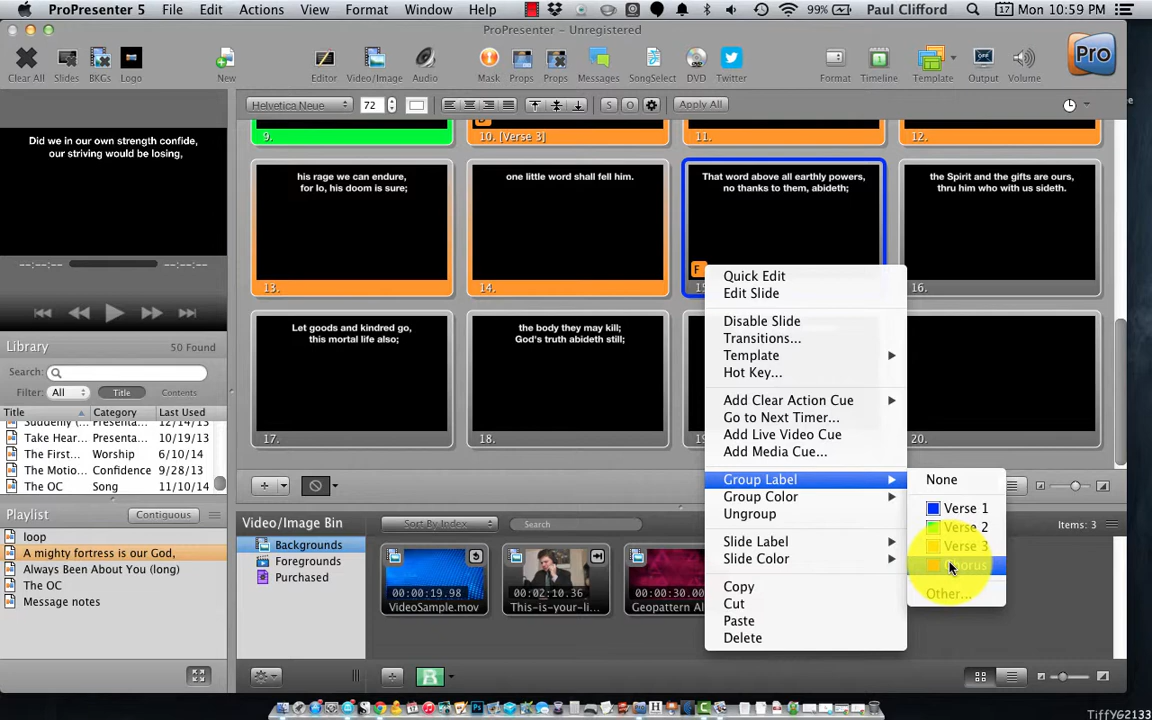 ProPresenter 5 File Edit Actions View Window Help 99% Paul Clifford 17 Mon 10:59 PM
ProPresenter - Unregistered
Clear All Slides BKGs Logo New Editor Video/Image Audio Mask Props Props Messages SongSelect DVD Twitter Format Timeline Template Output Volume Pro
Helvetica Neue 72 S O Apply All
9. 10. [Verse 3] 11. 12.
Did we in our own strength confide,
our striving would be losing,
his rage we can endure,
for lo, his doom is sure;
one little word shall fell him.
That word above all earthly powers,
no thanks to them, abideth;
the Spirit and the gifts are ours,
thru him who with us sideth.
F
13. 14. 15 16.
--:--:-- --:--:--
Let goods and kindred go,
this mortal life also;
the body they may kill;
God's truth abideth still;
17. 18. 19 20.
Library 50 Found
Search:
Filter: All Title Contents
Title Category Last Used
Suddenly (... Presenta... 12/14/13
Take Hear... Presenta... 10/19/13
The First... Worship 6/10/14
The Motio... Confidence 9/28/13
The OC Song 11/10/14
Playlist Contiguous
loop
A mighty fortress is our God,
Always Been About You (long)
The OC
Message notes
Quick Edit
Edit Slide
Disable Slide
Transitions...
Template
Hot Key...
Add Clear Action Cue
Go to Next Timer...
Add Live Video Cue
Add Media Cue...
Group Label
Group Color
Ungroup
Slide Label
Slide Color
Copy
Cut
Paste
Delete
None
Verse 1
Verse 2
Verse 3
Chorus
Other...
Video/Image Bin Sort By Index Search Items: 3
Backgrounds
Foregrounds
Purchased
00:00:19.98
VideoSample.mov
00:02:10.36
This-is-your-li...
00:0
Geopattern Al
TiffY62133